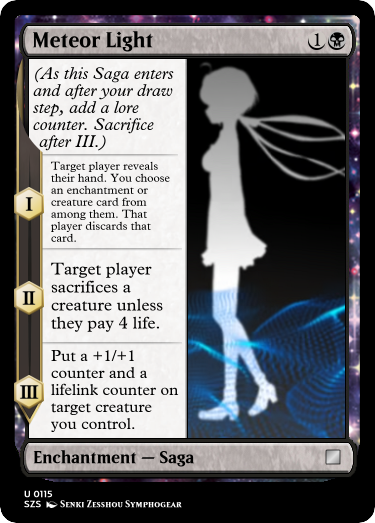 Meteor Light 1
(As this Saga enters
and after your draw
step, add a lore
counter. Sacrifice
after III.)
I
Target player reveals
their hand. You choose
an enchantment or
creature card from
among them. That
player discards that
card.
II
Target player
sacrifices a
creature unless
they pay 4 life.
III
Put a +1/+1
counter and a
lifelink counter on
target creature
you control.
Enchantment — Saga
U 0115
SZS Senki Zesshou Symphogear